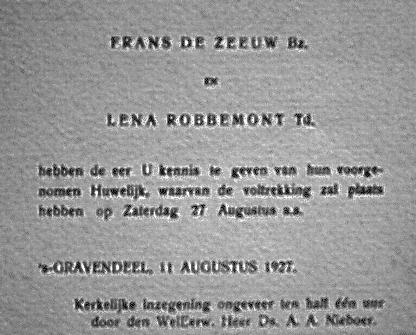 FRANS DE ZEEUW Bz.
EN
LENA ROBBEMONT Td.
hebben de eer U kennis te geven van hun voorge-
nomen Huwelijk, waarvan de voltrekking zal plaats
hebben op Zaterdag 27 Augustus a.s.
's-GRAVENDEEL, 11 AUGUSTUS 1927.
Kerkelijke inzegening ongeveer ten half één uur
door den WelEerw. Heer Ds. A. A. Nieboer.